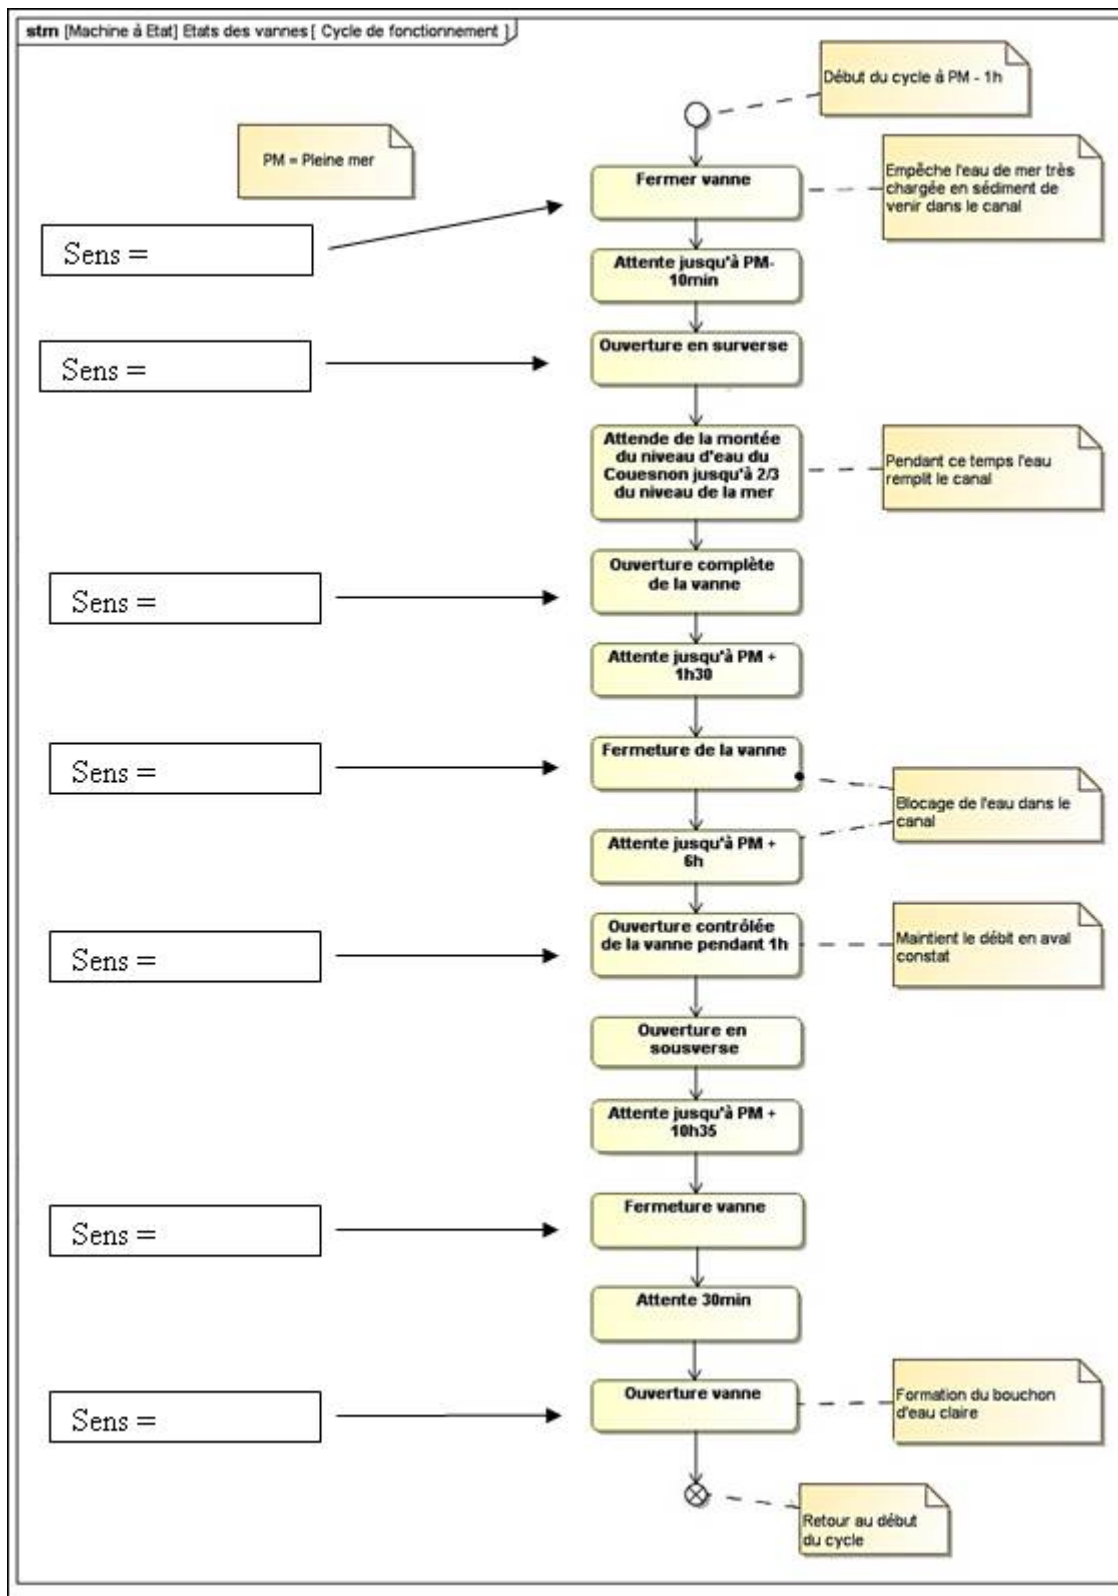 stm [Machine à Etat] Etats des vannes [ Cycle de fonctionnement ]
Début du cycle à PM - 1h
PM = Pleine mer
Fermer vanne
Empêche l'eau de mer très
chargée en sédiment de
venir dans le canal
Sens =
Attente jusqu'à PM-
10min
Ouverture en surverse
Sens =
Attende de la montée
du niveau d'eau du
Couesnon jusqu'à 2/3
du niveau de la mer
Pendant ce temps l'eau
remplit le canal
Ouverture complète
de la vanne
Sens =
Attente jusqu'à PM +
1h30
Fermeture de la vanne
Sens =
Blocage de l'eau dans le
canal
Attente jusqu'à PM +
6h
Ouverture contrôlée
de la vanne pendant 1h
Maintient le débit en aval
constat
Sens =
Ouverture en
sousverse
Attente jusqu'à PM +
10h35
Fermeture vanne
Sens =
Attente 30min
Ouverture vanne
Formation du bouchon
d'eau claire
Sens =
Retour au début
du cycle